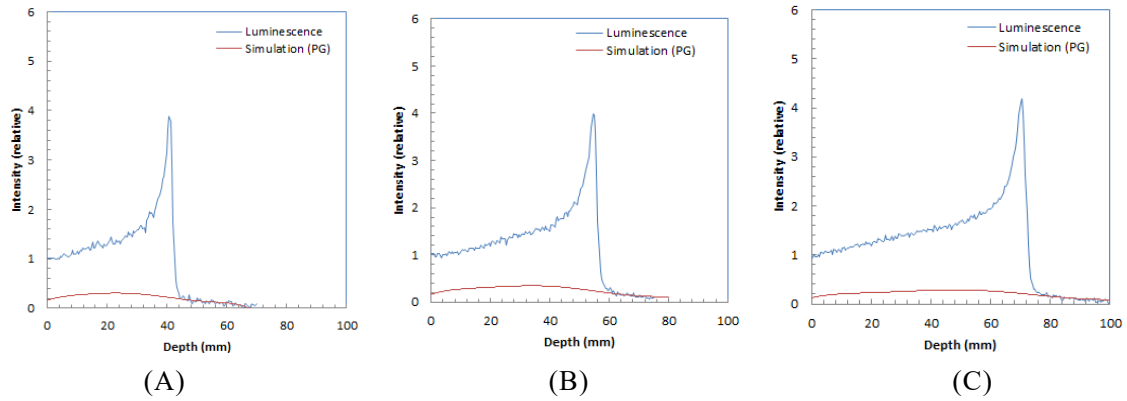 6
5
4
3
2
1
0
0 20 40 60 80 100
Intensity (relative)
Depth (mm)
Luminescence
Simulation (PG)
(A)
6
5
4
3
2
1
0
0 20 40 60 80 100
Intensity (relative)
Depth (mm)
Luminescence
Simulation (PG)
(B)
6
5
4
3
2
1
0
0 20 40 60 80 100
Intensity (relative)
Depth (mm)
Luminescence
Simulation (PG)
(C)